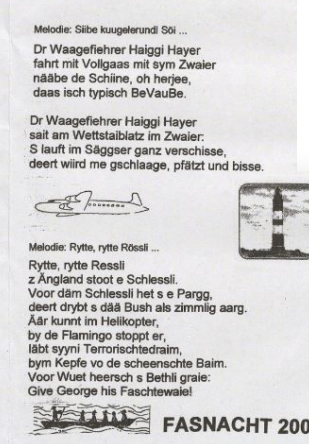 Melodie: Siibe kuugelerundi Söi ...
Dr Waagefiehrer Haiggi Hayer
fahrt mit Vollgaas mit sym Zwaier
nääbe de Schiine, oh herjee,
daas isch typisch BeVauBe.
Dr Waagefiehrer Haiggi Hayer
sait am Wettstaiblatz im Zwaier:
S lauft im Säggser ganz verschisse,
deert wiird me gschlaage, pfätzt und bisse.
Melodie: Rytte, rytte Rössli ...
Rytte, rytte Ressli
z Ängland stoot e Schlessli.
Voor däm Schlessli het s e Pargg,
deert drybt s dää Bush als zimmlig aarg.
Äär kunnt im Helikopter,
by de Flamingo stoppt er,
läbt syyni Terrorischtedraim,
bym Kepfe vo de scheenschte Baim.
Voor Wuet heersch s Bethli graie:
Give George his Faschtewaie!
FASNACHT 200